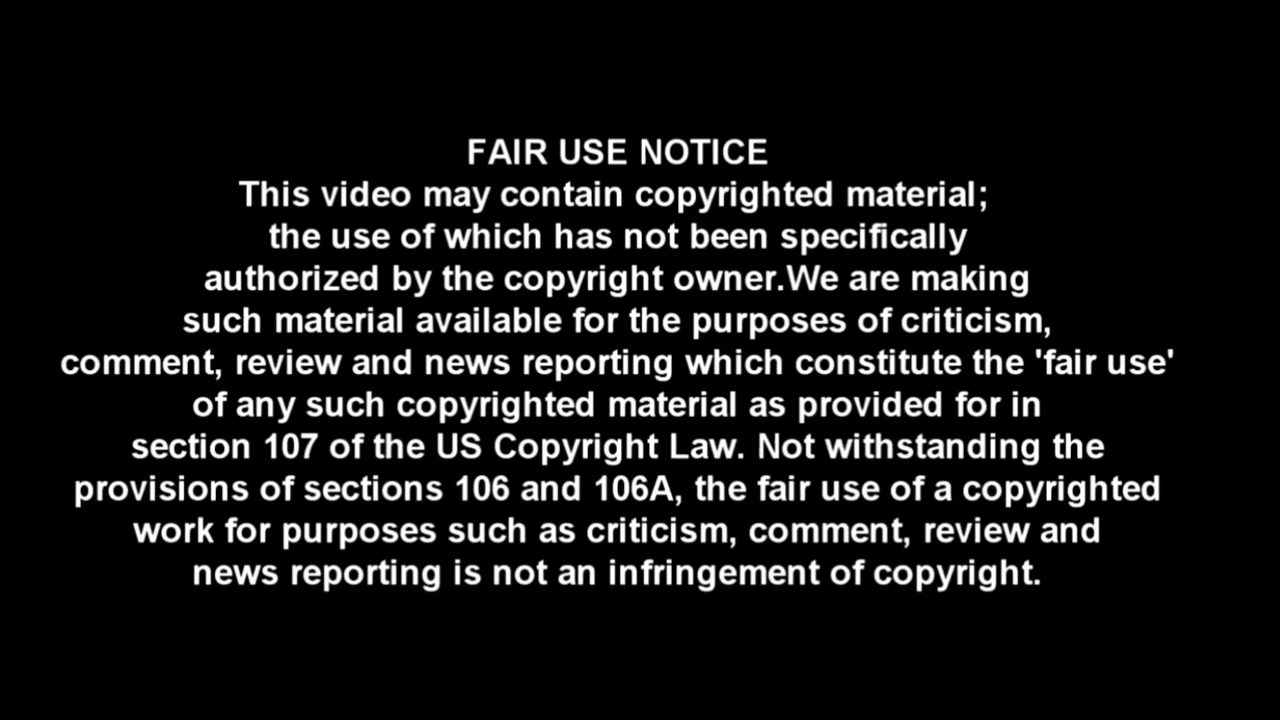 FAIR USE NOTICE
This video may contain copyrighted material;
the use of which has not been specifically
authorized by the copyright owner.We are making
such material available for the purposes of criticism,
comment, review and news reporting which constitute the 'fair use'
of any such copyrighted material as provided for in
section 107 of the US Copyright Law. Not withstanding the
provisions of sections 106 and 106A, the fair use of a copyrighted
work for purposes such as criticism, comment, review and
news reporting is not an infringement of copyright.